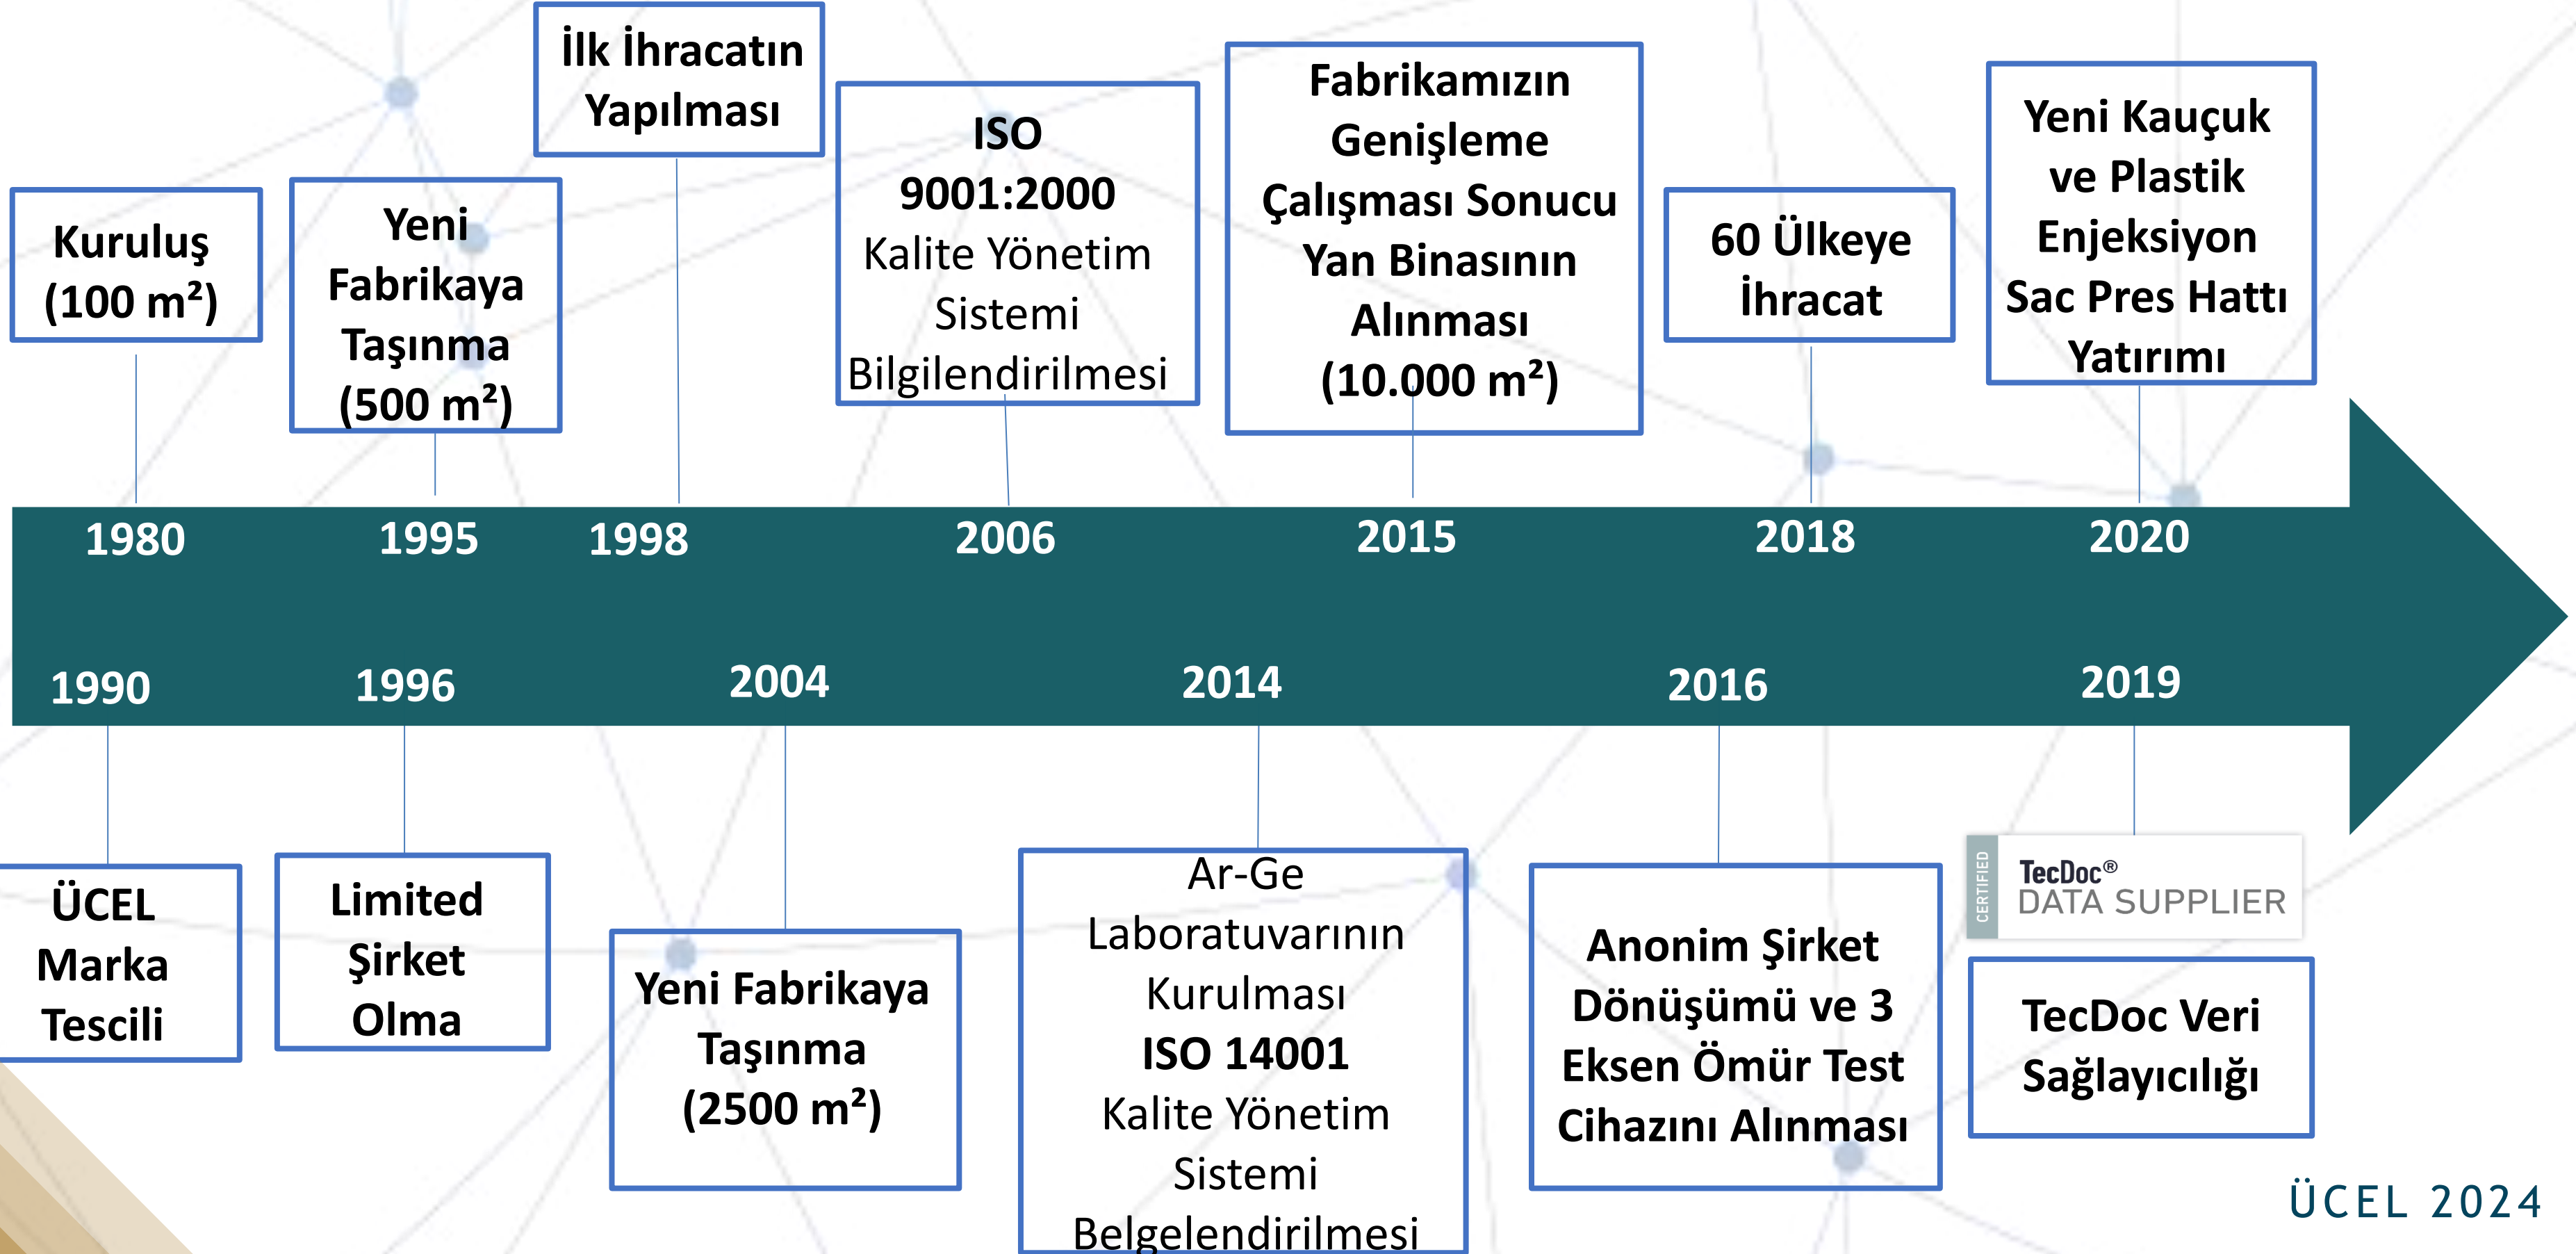 İlk İhracatın
Yapılması
Fabrikamızın
Genişleme
Çalışması Sonucu
Yan Binasının
Alınması
(10.000 m²)
Yeni Kauçuk
ve Plastik
Enjeksiyon
Sac Pres Hattı
Yatırımı
ISO
9001:2000
Kalite Yönetim
Sistemi
Bilgilendirilmesi
Kuruluş
(100 m²)
Yeni
Fabrikaya
Taşınma
(500 m²)
60 Ülkeye
İhracat
1980
1995
1998
2006
2015
2018
2020
1990
1996
2004
2014
2016
2019
ÜCEL
Marka
Tescili
Limited
Şirket
Olma
Yeni Fabrikaya
Taşınma
(2500 m²)
Ar-Ge
Laboratuvarının
Kurulması
ISO 14001
Kalite Yönetim
Sistemi
Belgelendirilmesi
Anonim Şirket
Dönüşümü ve 3
Eksen Ömür Test
Cihazını Alınması
CERTIFIED
TecDoc®
DATA SUPPLIER
TecDoc Veri
Sağlayıcılığı
ÜCEL 2024